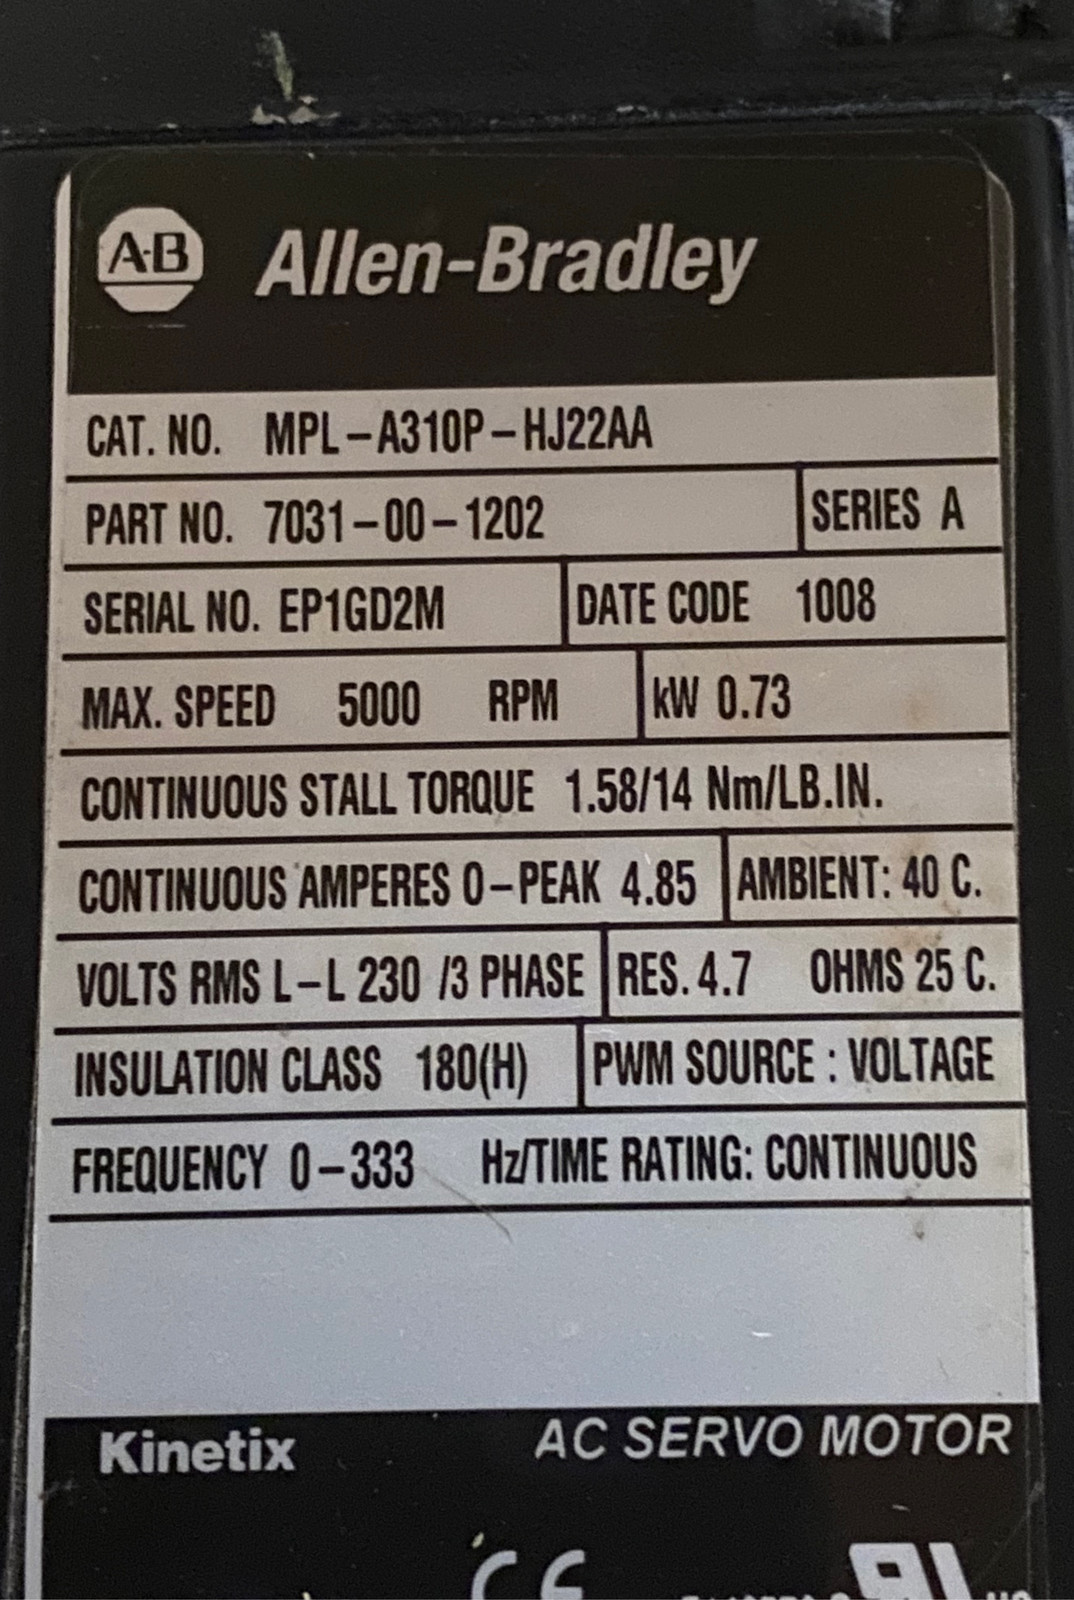 A-B Allen-Bradley
CAT. NO. MPL-A310P-HJ22AA
PART NO. 7031-00-1202 SERIES A
SERIAL NO. EP1GD2M DATE CODE 1008
MAX. SPEED 5000 RPM kW 0.73
CONTINUOUS STALL TORQUE 1.58/14 Nm/LB.IN.
CONTINUOUS AMPERES 0-PEAK 4.85 AMBIENT: 40 C.
VOLTS RMS L-L 230 /3 PHASE RES. 4.7 OHMS 25 C.
INSULATION CLASS 180(H) PWM SOURCE : VOLTAGE
FREQUENCY 0-333 Hz/TIME RATING: CONTINUOUS
Kinetix AC SERVO MOTOR
CE